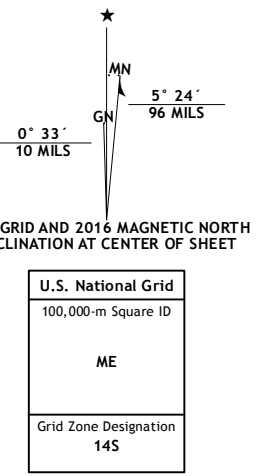 ★
MN
GN
5° 24´
96 MILS
0° 33´
10 MILS
GRID AND 2016 MAGNETIC NORTH
CLINATION AT CENTER OF SHEET
U.S. National Grid
100,000-m Square ID
ME
Grid Zone Designation
14S